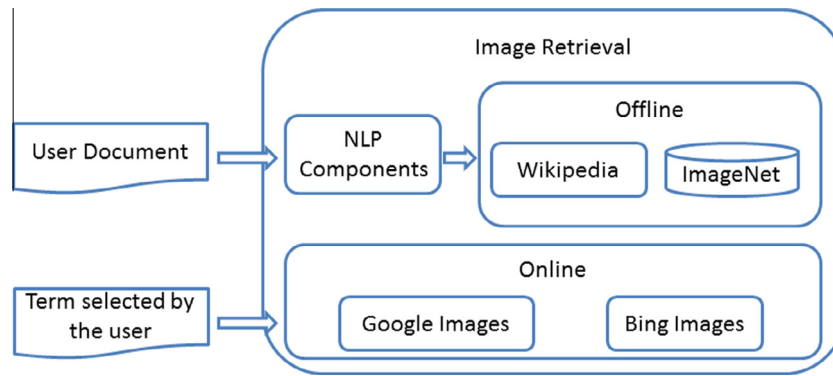 Image Retrieval
User Document
NLP
Components
Offline
Wikipedia
ImageNet
Term selected by
the user
Online
Google Images
Bing Images